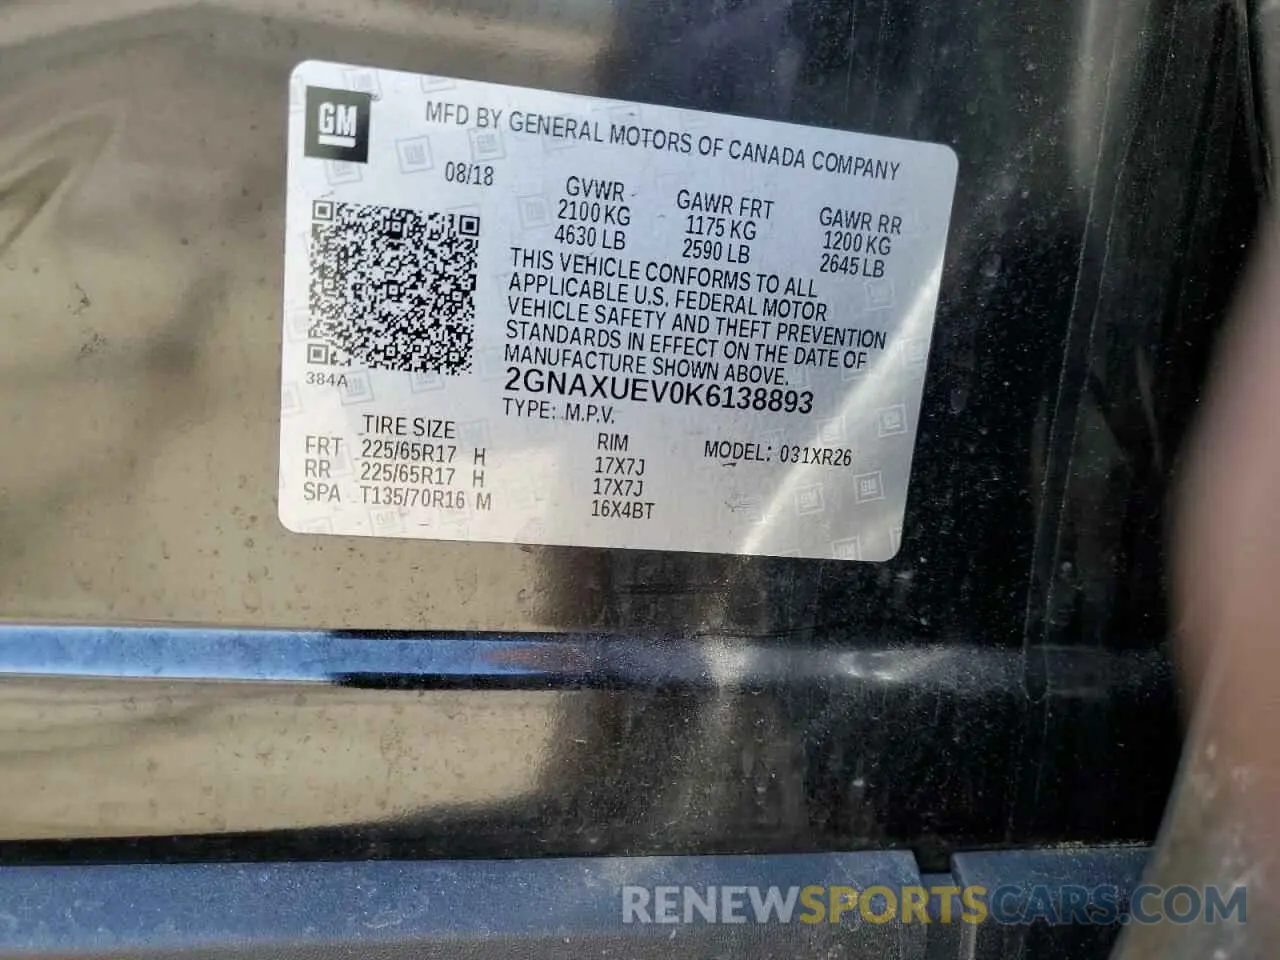 GM
MFD BY GENERAL MOTORS OF CANADA COMPANY
08/18
GVWR
2100 KG
4630 LB
GAWR FRT
1175 KG
2590 LB
GAWR RR
1200 KG
2645 LB
THIS VEHICLE CONFORMS TO ALL
APPLICABLE U.S. FEDERAL MOTOR
VEHICLE SAFETY AND THEFT PREVENTION
STANDARDS IN EFFECT ON THE DATE OF
MANUFACTURE SHOWN ABOVE.
2GNAXUEV0K6138893
TYPE: M.P.V.
384A
TIRE SIZE
RIM
MODEL: 031XR26
FRT 225/65R17 H 17X7J
RR 225/65R17 H 17X7J
SPA T135/70R16 M 16X4BT
RENEWSPORTSCARS.COM